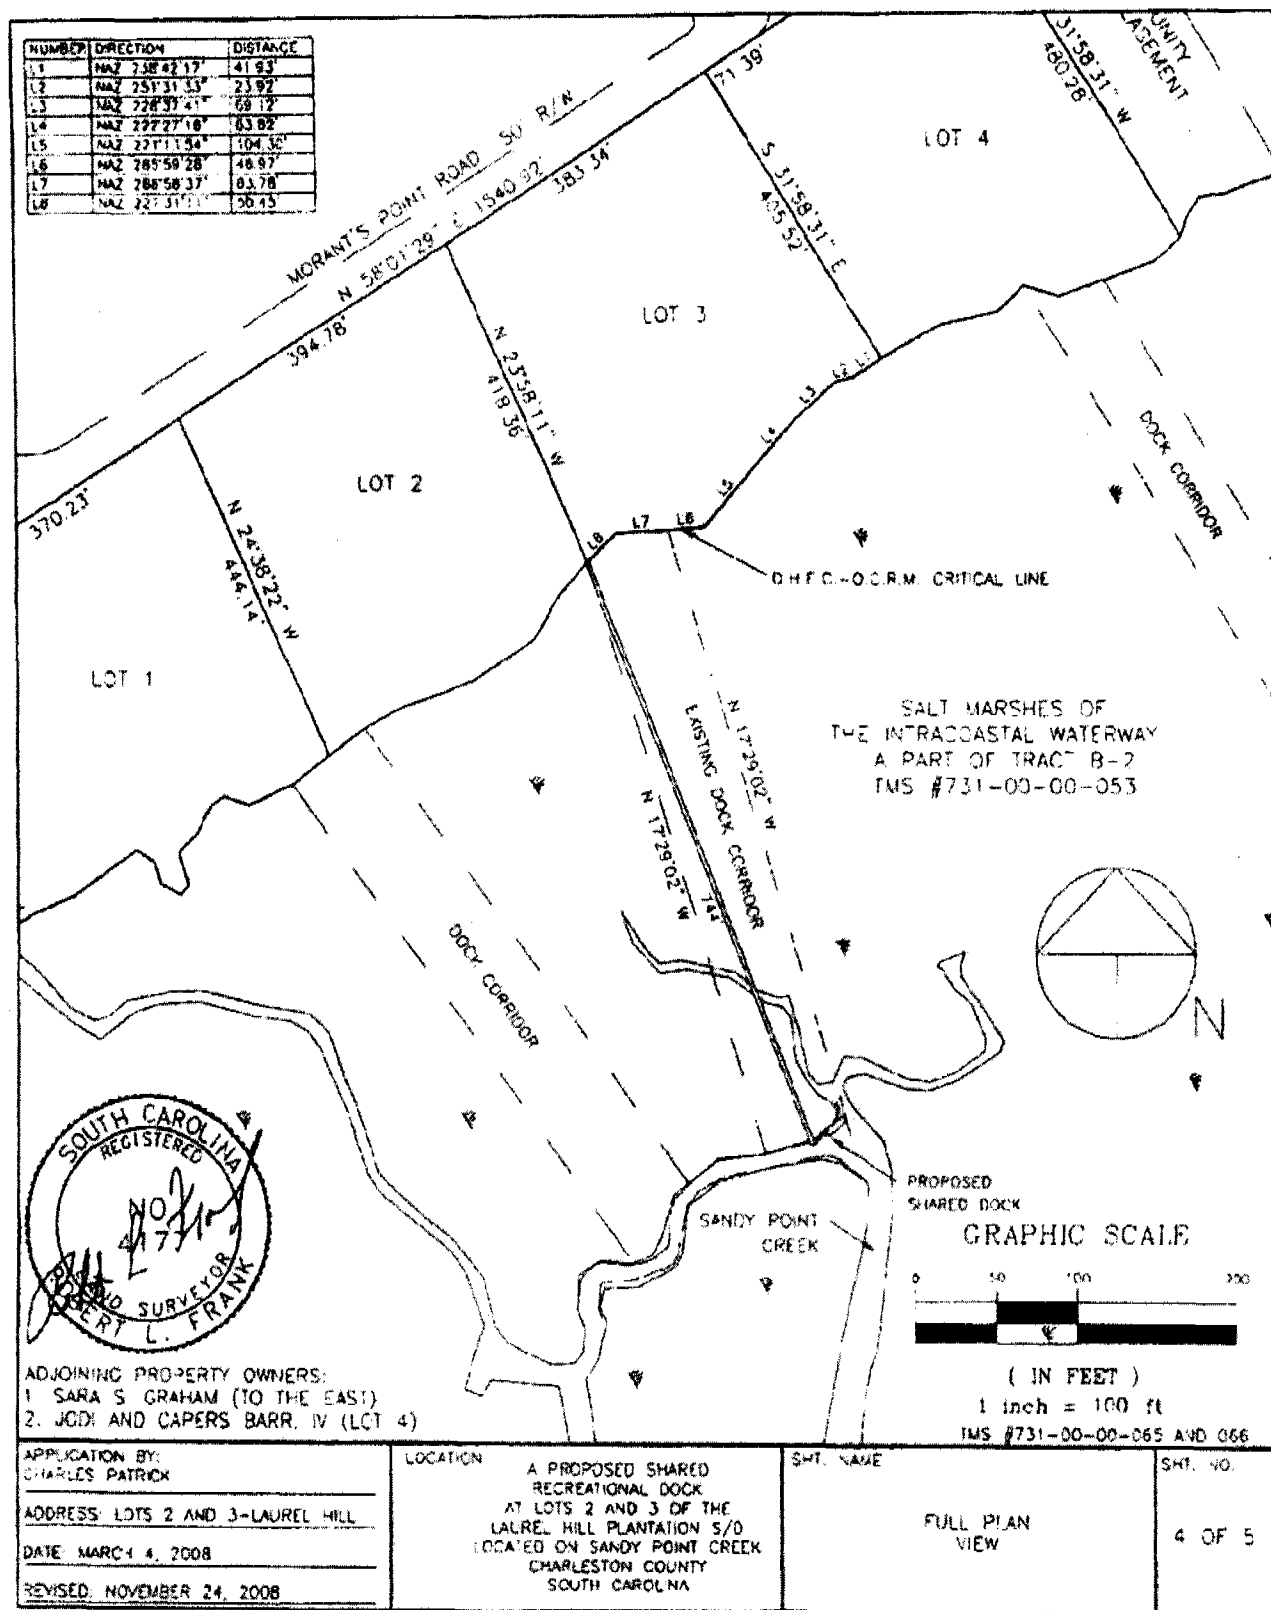 NUMBER DIRECTION DISTANCE
L1 NAZ 238°42'17" 41.93'
L2 NAZ 251°31'33" 23.92'
L3 NAZ 228°37'41" 69.12'
L4 NAZ 222°27'18" 63.82'
L5 NAZ 221°11'54" 104.30'
L6 NAZ 265°59'28" 48.97'
L7 NAZ 268°58'37" 63.78'
L8 NAZ 227°31'11" 50.45'
MORANT'S POINT ROAD 50' R/W
N 58°01'29" E 1540.92'
71.39'
383.34'
394.78'
370.23'
31°58'31" W
480.28'
UNITY
EASEMENT
LOT 4
S 31°58'31" E
405.52'
LOT 3
N 23°58'11" W
418.36'
LOT 2
N 24°38'22" W
444.14'
LOT 1
L1
L2
L3
L4
L5
L6
L7
L8
D.H.E.C.-O.C.R.M. CRITICAL LINE
DOCK CORRIDOR
SALT MARSHES OF
THE INTRACOASTAL WATERWAY
A PART OF TRACT B-2
TMS #731-00-00-053
N 17°29'02" W
EXISTING DOCK CORRIDOR
N 17°29'02" W
744'
DOCK CORRIDOR
N
SOUTH CAROLINA
REGISTERED
NO
LAND SURVEYOR
ROBERT L. FRANK
PROPOSED
SHARED DOCK
SANDY POINT
CREEK
GRAPHIC SCALE
0 50 100 200
( IN FEET )
1 inch = 100 ft
TMS #731-00-00-065 AND 066
ADJOINING PROPERTY OWNERS:
1 SARA S GRAHAM (TO THE EAST)
2. JODI AND CAPERS BARR, IV (LOT 4)
APPLICATION BY:
CHARLES PATRICK
ADDRESS: LOTS 2 AND 3-LAUREL HILL
DATE: MARCH 4, 2008
REVISED: NOVEMBER 24, 2008
LOCATION
A PROPOSED SHARED
RECREATIONAL DOCK
AT LOTS 2 AND 3 OF THE
LAUREL HILL PLANTATION S/D
LOCATED ON SANDY POINT CREEK
CHARLESTON COUNTY
SOUTH CAROLINA
SHT. NAME
FULL PLAN
VIEW
SHT. NO.
4 OF 5